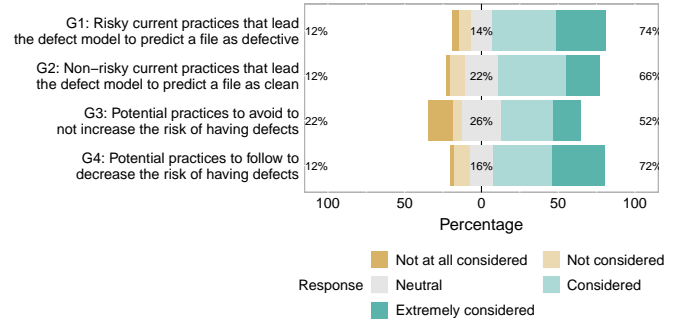 G1: Risky current practices that lead
the defect model to predict a file as defective
12% 14% 74%
G2: Non−risky current practices that lead
the defect model to predict a file as clean
12% 22% 66%
G3: Potential practices to avoid to
not increase the risk of having defects
22% 26% 52%
G4: Potential practices to follow to
decrease the risk of having defects
12% 16% 72%
100 50 0 50 100
Percentage
Response
Not at all considered Not considered
Neutral Considered
Extremely considered